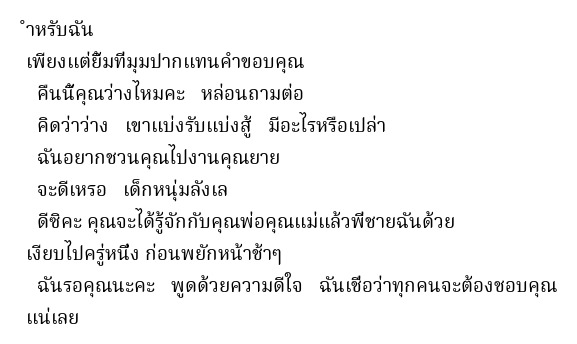 ำหรับฉัน
เพียงแต่ยิ้มที่มุมปากแทนคำขอบคุณ
คืนนี้คุณว่างไหมคะ หล่อนถามต่อ
คิดว่าว่าง เขาแบ่งรับแบ่งสู้ มีอะไรหรือเปล่า
ฉันอยากชวนคุณไปงานคุณยาย
จะดีเหรอ เด็กหนุ่มลังเล
ดีซิคะ คุณจะได้รู้จักกับคุณพ่อคุณแม่แล้วพี่ชายฉันด้วย
เงียบไปครู่หนึ่ง ก่อนพยักหน้าช้าๆ
ฉันรอคุณนะคะ พูดด้วยความดีใจ ฉันเชื่อว่าทุกคนจะต้องชอบคุณ
แน่เลย